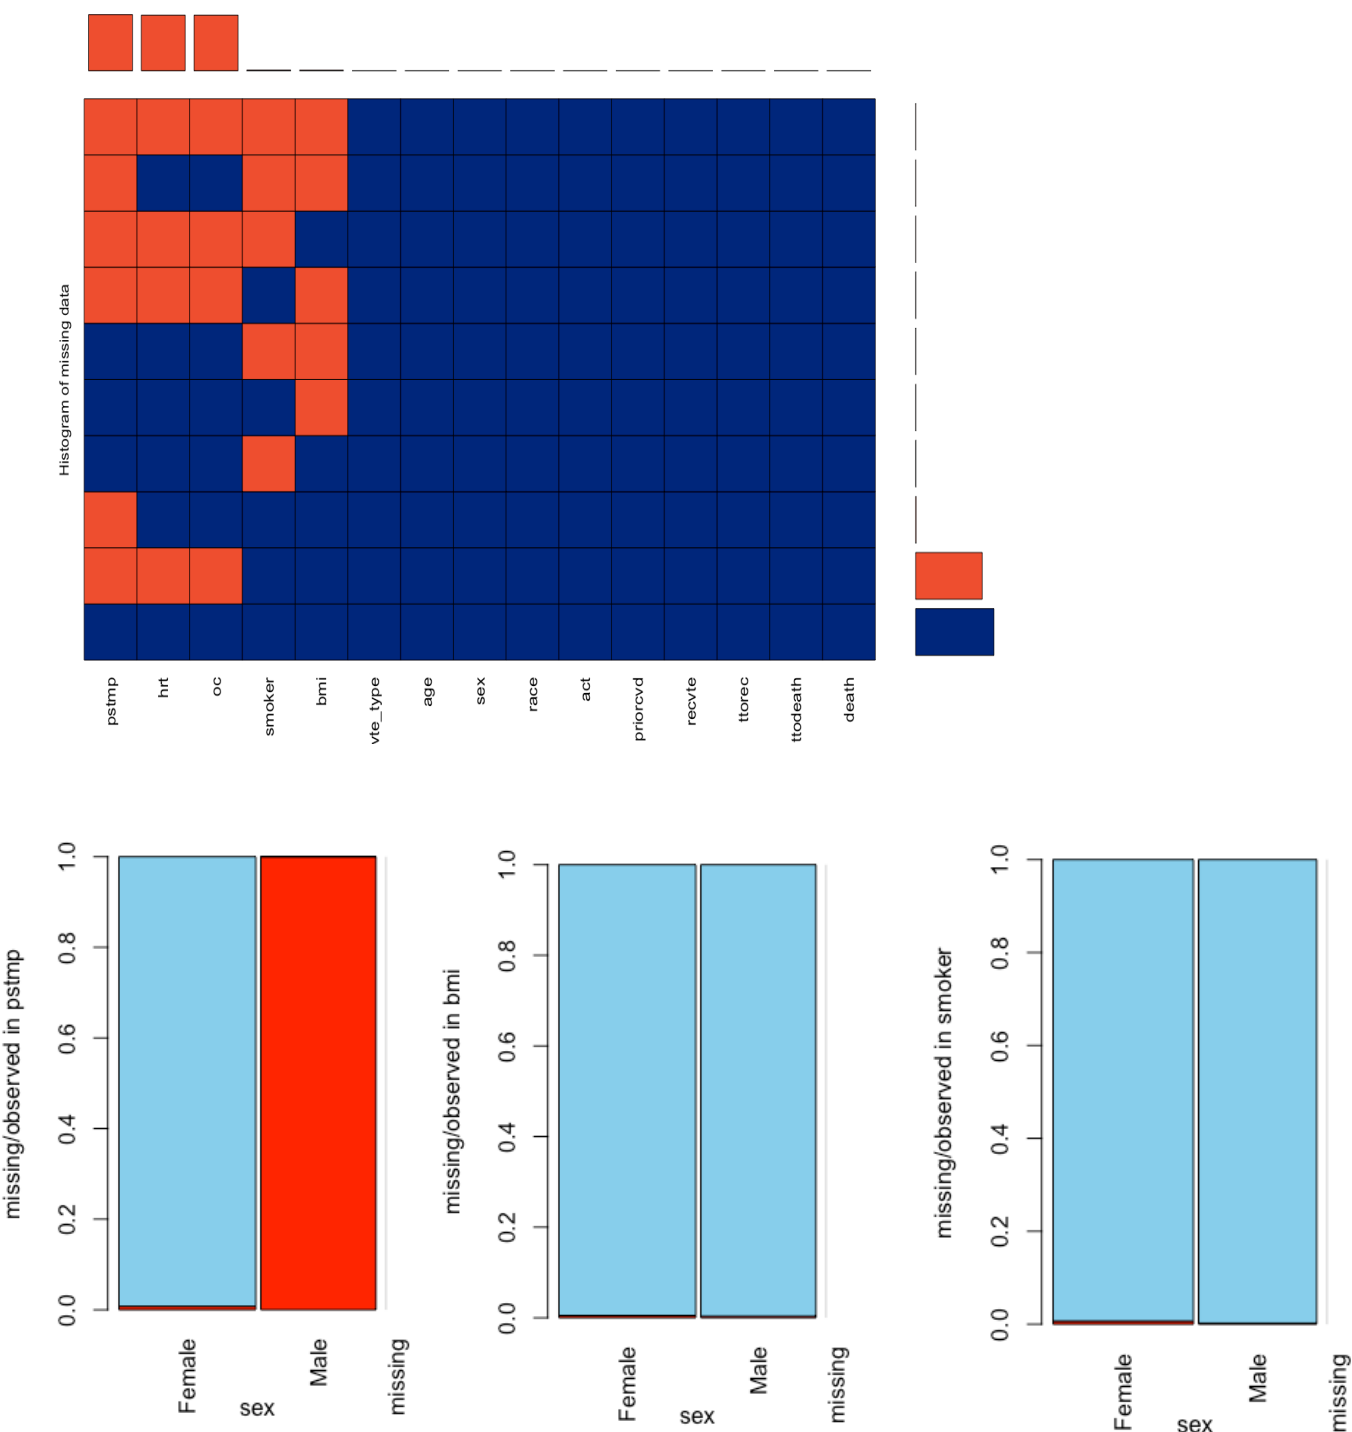 Histogram of missing data
pstmp
hrt
oc
smoker
bmi
vte_type
age
sex
race
act
priorcvd
recvte
ttorec
ttodeath
death
missing/observed in pstmp
0.0
0.2
0.4
0.6
0.8
1.0
Female
Male
missing
sex
missing/observed in bmi
0.0
0.2
0.4
0.6
0.8
1.0
Female
Male
missing
sex
missing/observed in smoker
0.0
0.2
0.4
0.6
0.8
1.0
Female
Male
missing
sex